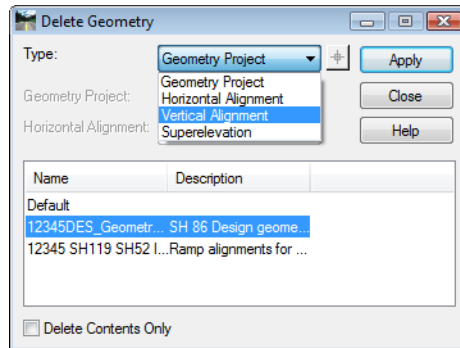 Delete Geometry
Type:
Geometry Project
Apply
Geometry Project
Horizontal Alignment
Vertical Alignment
Superelevation
Geometry Project:
Close
Horizontal Alignment:
Help
Name Description
Default
12345DES_Geometr... SH 86 Design geome...
12345 SH119 SH52 I... Ramp alignments for ...
Delete Contents Only